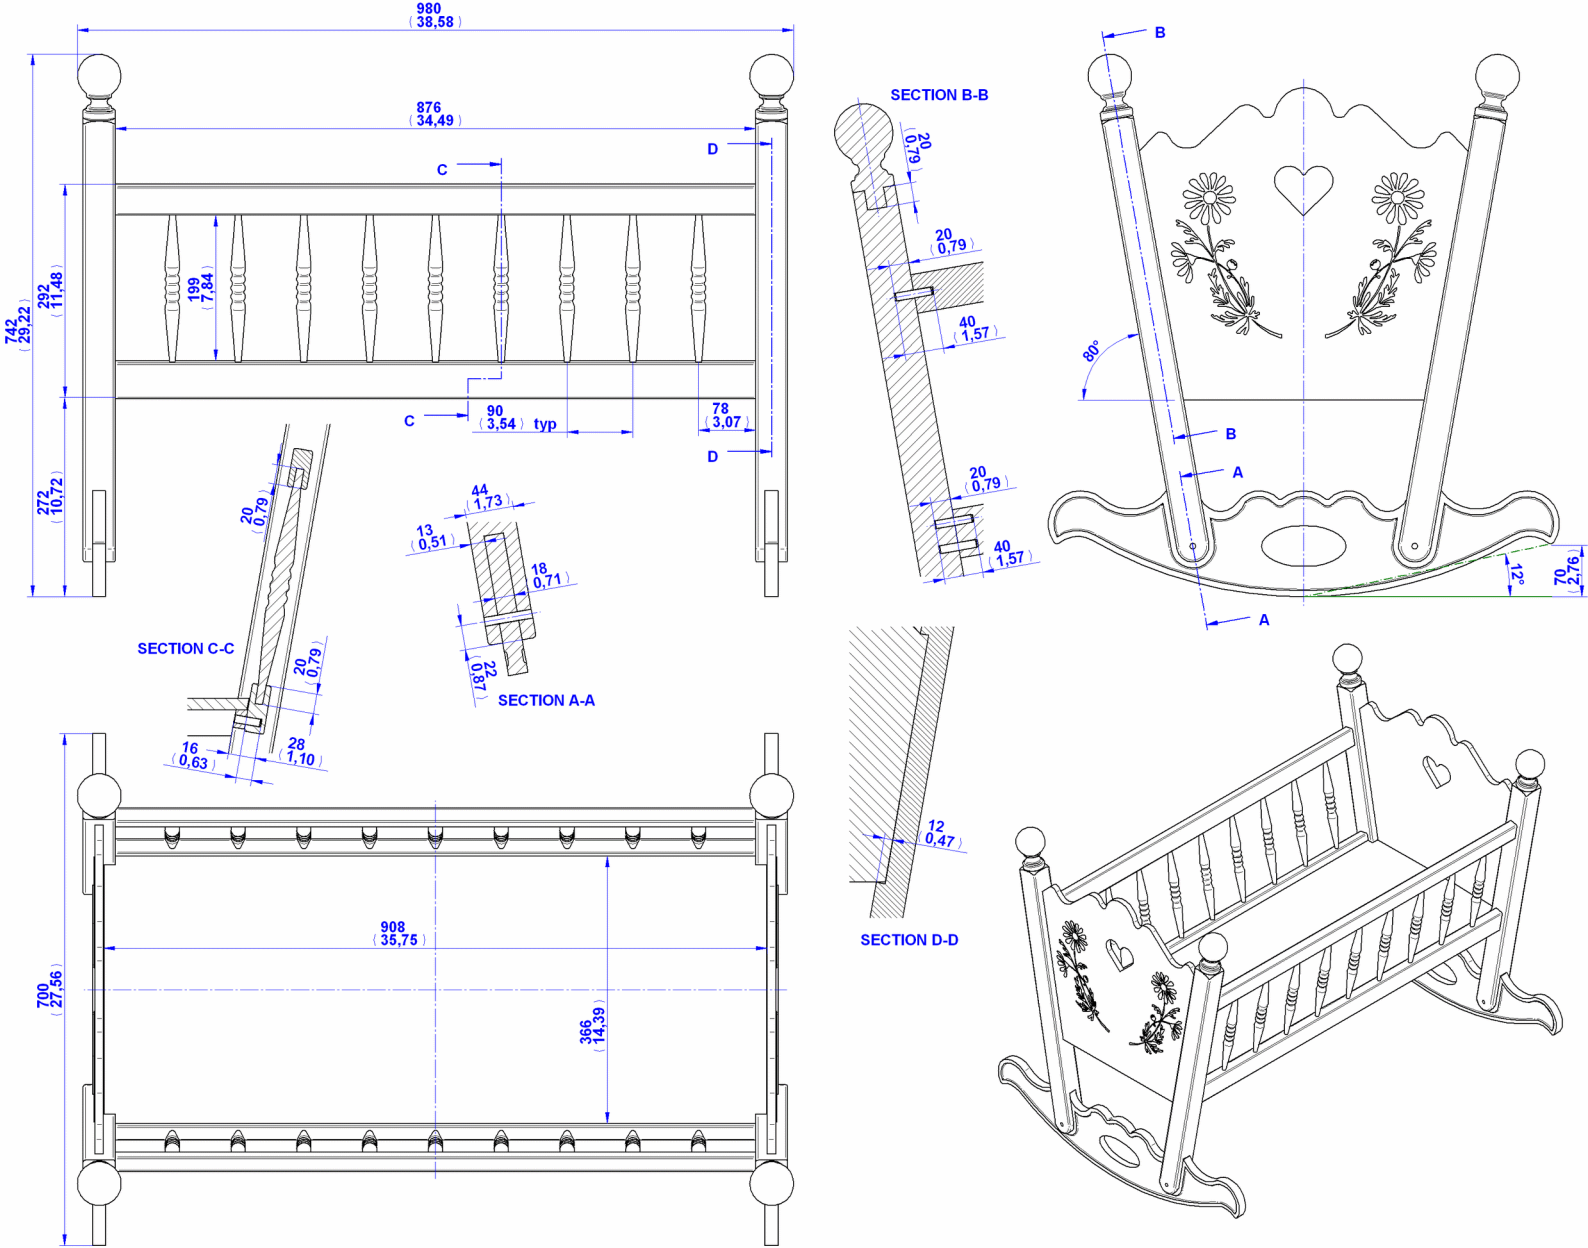 980
( 38,58 )
876
( 34,49 )
C
D
742
( 29,22 )
292
( 11,48 )
199
( 7,84 )
272
( 10,72 )
C
90
( 3,54 ) typ
78
( 3,07 )
D
SECTION B-B
20
( 0,79 )
20
( 0,79 )
40
( 1,57 )
20
( 0,79 )
40
( 1,57 )
B
80°
B
A
12°
70
( 2,76 )
A
20
( 0,79 )
SECTION C-C
20
( 0,79 )
16
( 0,63 )
28
( 1,10 )
44
( 1,73 )
13
( 0,51 )
18
( 0,71 )
22
( 0,87 )
SECTION A-A
12
( 0,47 )
SECTION D-D
908
( 35,75 )
700
( 27,56 )
366
( 14,39 )